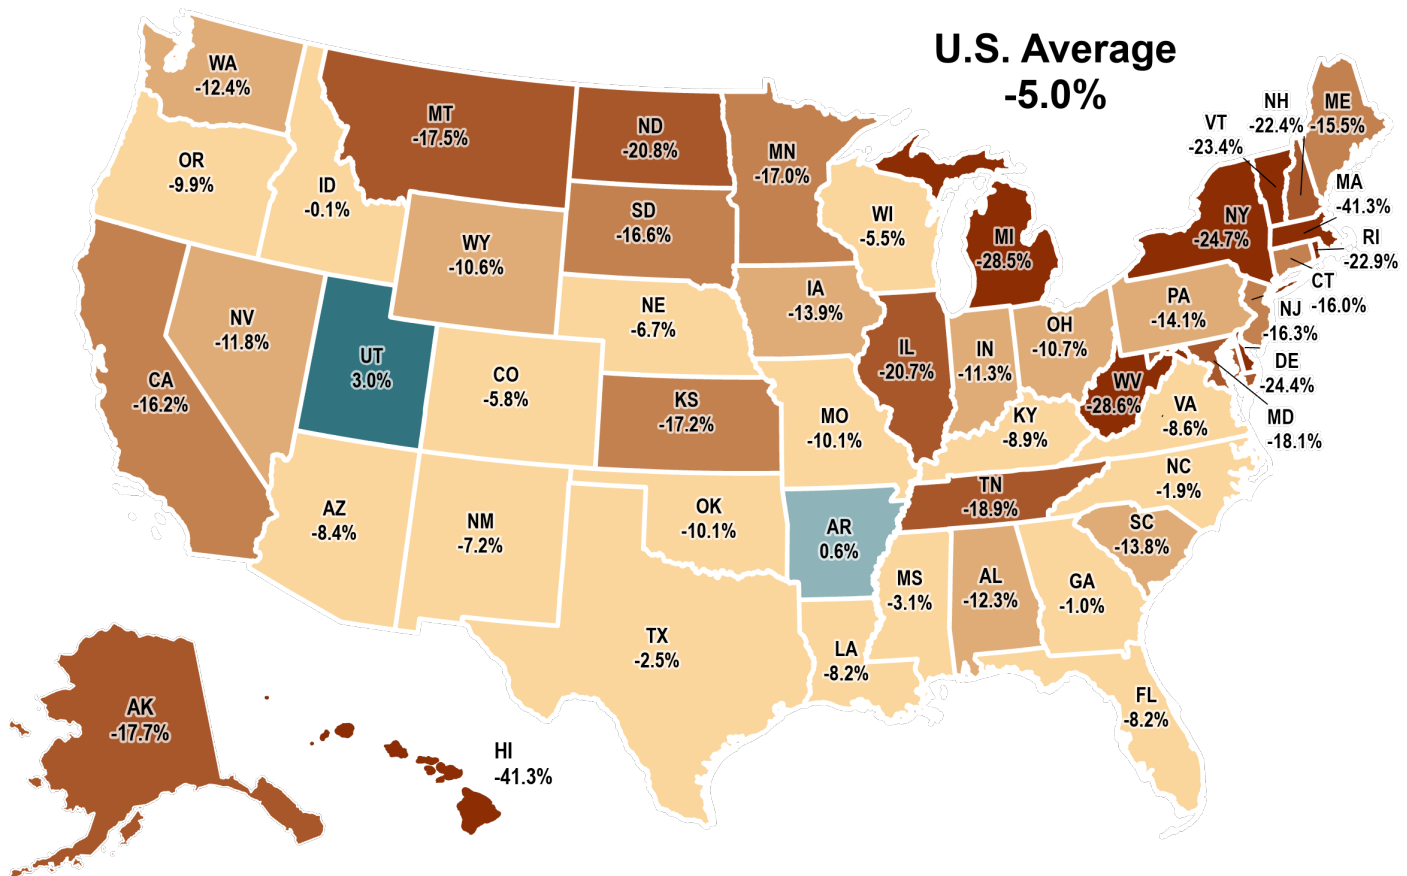 U.S. Average
-5.0%
WA
-12.4%
OR
-9.9%
ID
-0.1%
MT
-17.5%
ND
-20.8%
MN
-17.0%
SD
-16.6%
WY
-10.6%
WI
-5.5%
MI
-28.5%
NY
-24.7%
VT
-23.4%
NH
-22.4%
ME
-15.5%
MA
-41.3%
RI
-22.9%
CT
-16.0%
NJ
-16.3%
DE
-24.4%
MD
-18.1%
PA
-14.1%
OH
-10.7%
IN
-11.3%
IL
-20.7%
IA
-13.9%
NE
-6.7%
NV
-11.8%
UT
3.0%
CA
-16.2%
CO
-5.8%
KS
-17.2%
MO
-10.1%
KY
-8.9%
WV
-28.6%
VA
-8.6%
NC
-1.9%
TN
-18.9%
SC
-13.8%
AZ
-8.4%
NM
-7.2%
OK
-10.1%
AR
0.6%
MS
-3.1%
AL
-12.3%
GA
-1.0%
TX
-2.5%
LA
-8.2%
FL
-8.2%
AK
-17.7%
HI
-41.3%